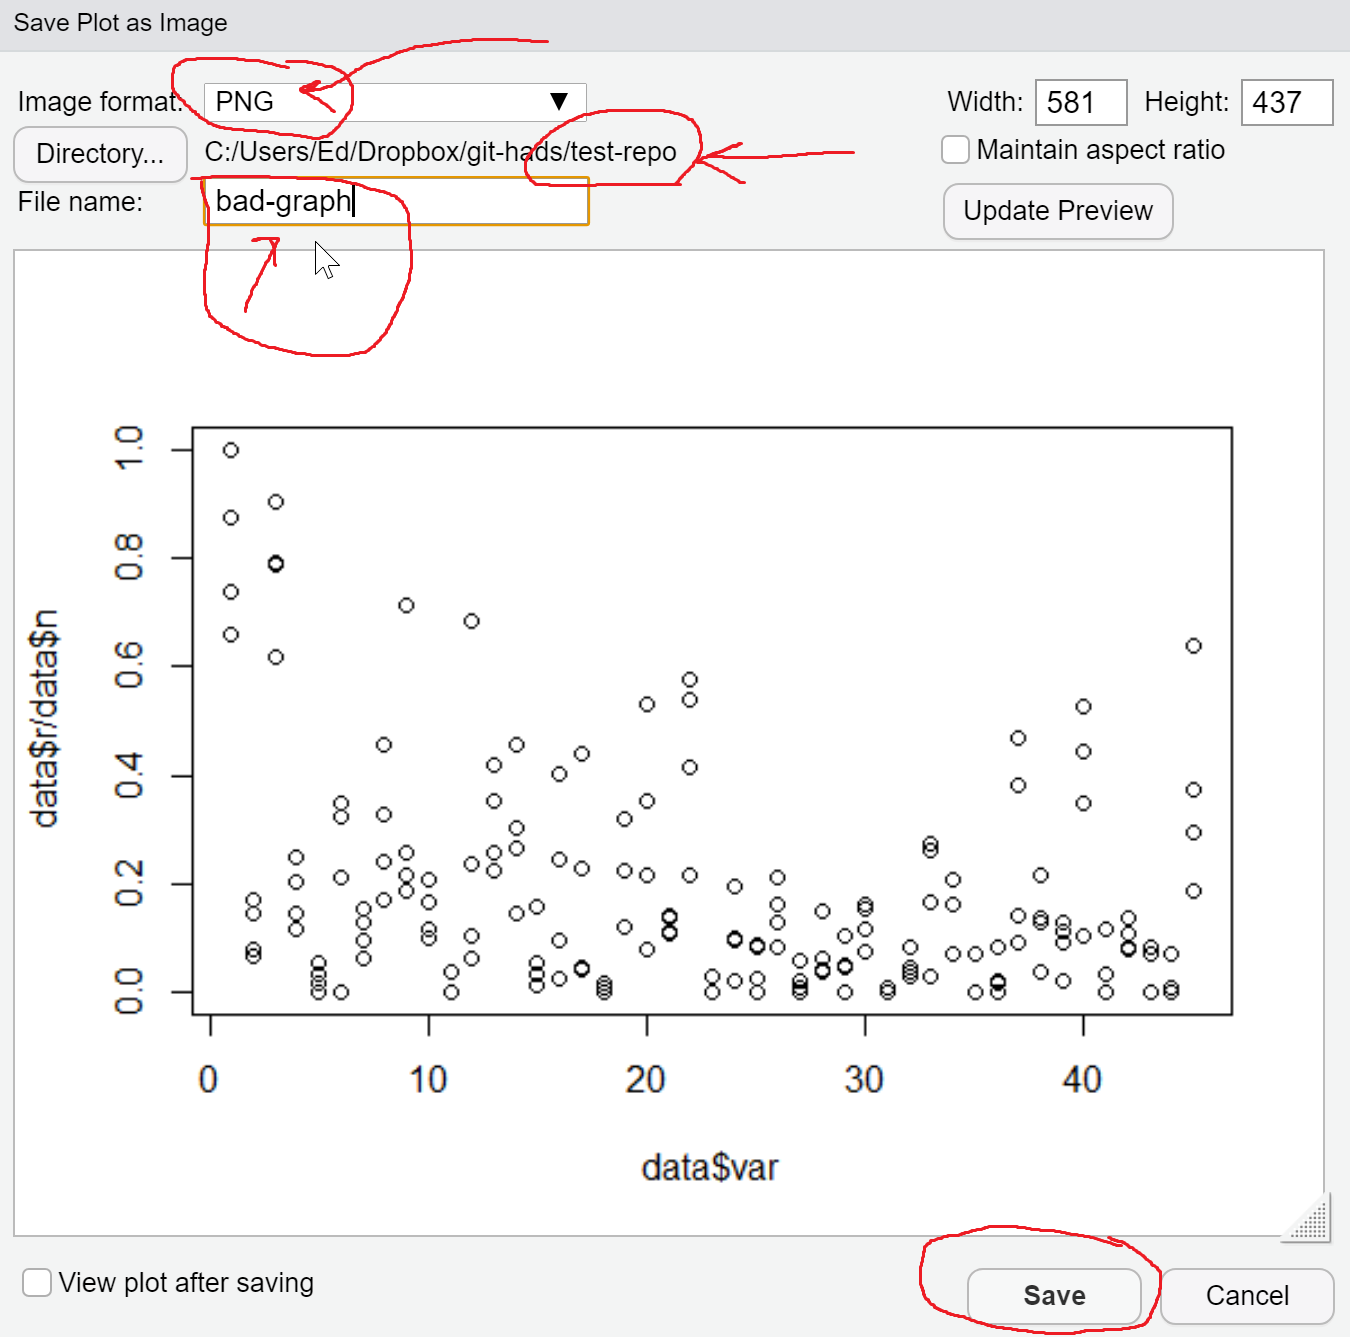 Save Plot as Image
Image format: PNG ▼ Width: 581 Height: 437
Directory... C:/Users/Ed/Dropbox/git-hads/test-repo Maintain aspect ratio
File name: bad-graph Update Preview
1.0
0.8
0.6
0.4
0.2
0.0
data$r/data$n
0 10 20 30 40
data$var
View plot after saving Save Cancel